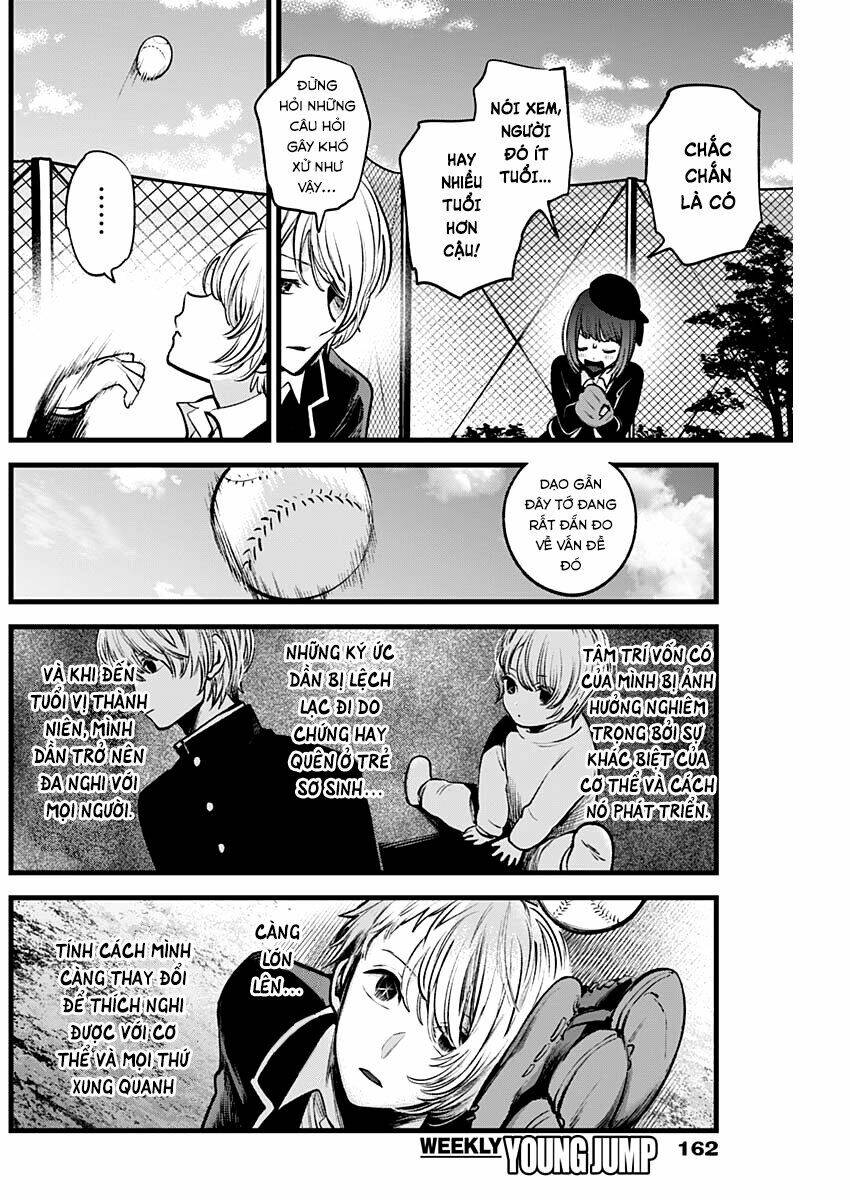 CHẮC
CHẮN
LÀ CÓ
NÓI XEM,
NGƯỜI
ĐÓ ÍT
TUỔI...
HAY
NHIỀU
TUỔI HƠN
CẬU!
ĐỪNG
HỎI NHỮNG
CÂU HỎI
GÂY KHÓ
XỬ NHƯ
VẬY...
......
DẠO GẦN
ĐÂY TỚ ĐANG
RẤT ĐẮN ĐO
VỀ VẤN ĐỀ
ĐÓ
TÂM TRÍ VỐN CÓ
CỦA MÌNH BỊ ẢNH
HƯỞNG NGHIÊM
TRỌNG BỞI SỰ
KHÁC BIỆT CỦA
CƠ THỂ VÀ CÁCH
NÓ PHÁT TRIỂN.
NHỮNG KÝ ỨC
DẦN BỊ LỆCH
LẠC ĐI DO
CHỨNG HAY
QUÊN Ở TRẺ
SƠ SINH...
VÀ KHI ĐẾN
TUỔI VỊ THÀNH
NIÊN, MÌNH
DẦN TRỞ NÊN
ĐA NGHI VỚI
MỌI NGƯỜI.
CÀNG
LỚN
LÊN...
TÍNH CÁCH MÌNH
CÀNG THAY ĐỔI
ĐỂ THÍCH NGHI
ĐƯỢC VỚI CƠ
THỂ VÀ MỌI THỨ
XUNG QUANH
WEEKLY YOUNG JUMP 162